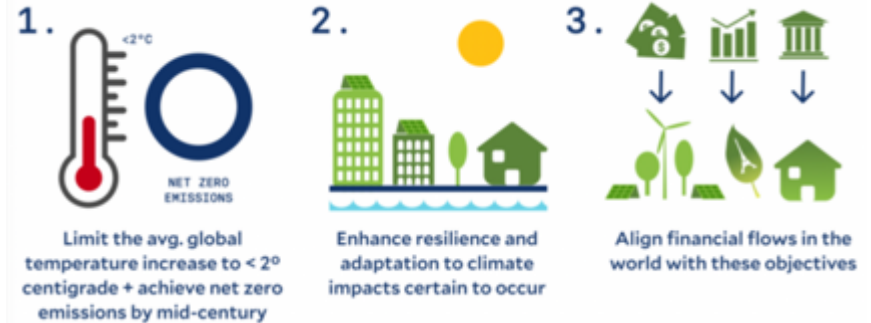 1.
<2°C
NET ZERO
EMISSIONS
Limit the avg. global
temperature increase to < 2º
centigrade + achieve net zero
emissions by mid-century
2.
Enhance resilience and
adaptation to climate
impacts certain to occur
3.
$
Align financial flows in the
world with these objectives